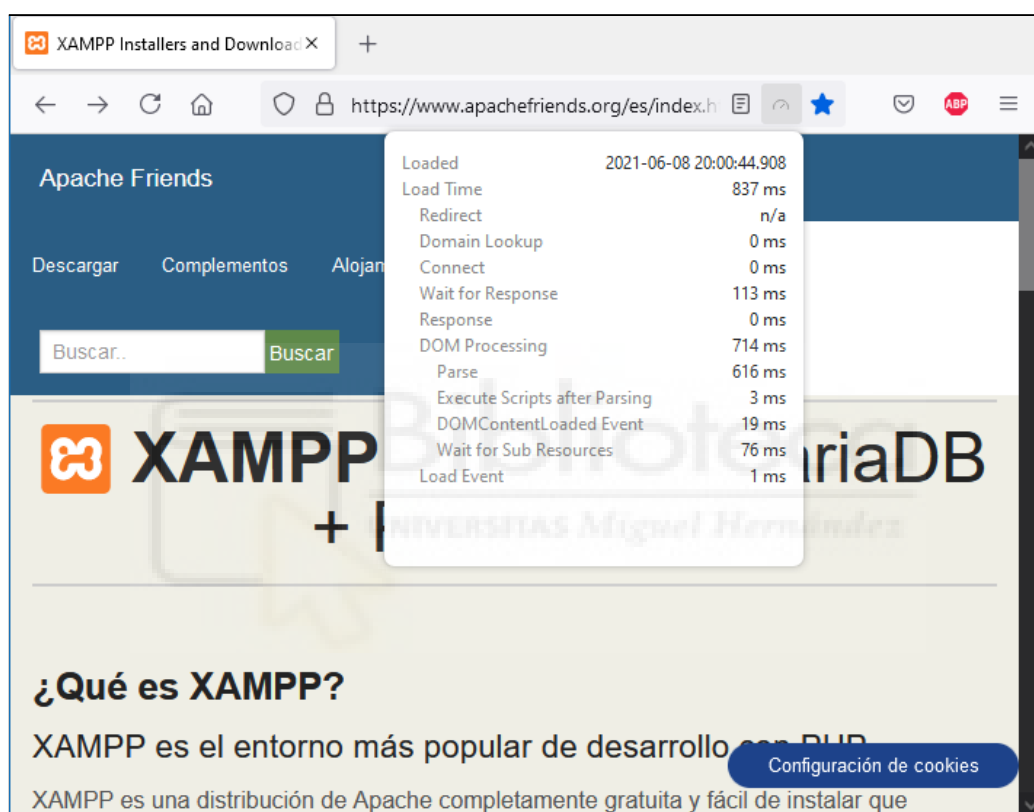 XAMPP Installers and Download
https://www.apachefriends.org/es/index.h
ABP
Apache Friends
Descargar Complementos Alojan
Buscar.. Buscar
Loaded 2021-06-08 20:00:44.908
Load Time 837 ms
Redirect n/a
Domain Lookup 0 ms
Connect 0 ms
Wait for Response 113 ms
Response 0 ms
DOM Processing 714 ms
Parse 616 ms
Execute Scripts after Parsing 3 ms
DOMContentLoaded Event 19 ms
Wait for Sub Resources 76 ms
Load Event 1 ms
XAMPP ariaDB
+
Biblioteca
UNIVERSITAS Miguel Hernández
¿Qué es XAMPP?
XAMPP es el entorno más popular de desarrollo con PHP
Configuración de cookies
XAMPP es una distribución de Apache completamente gratuita y fácil de instalar que